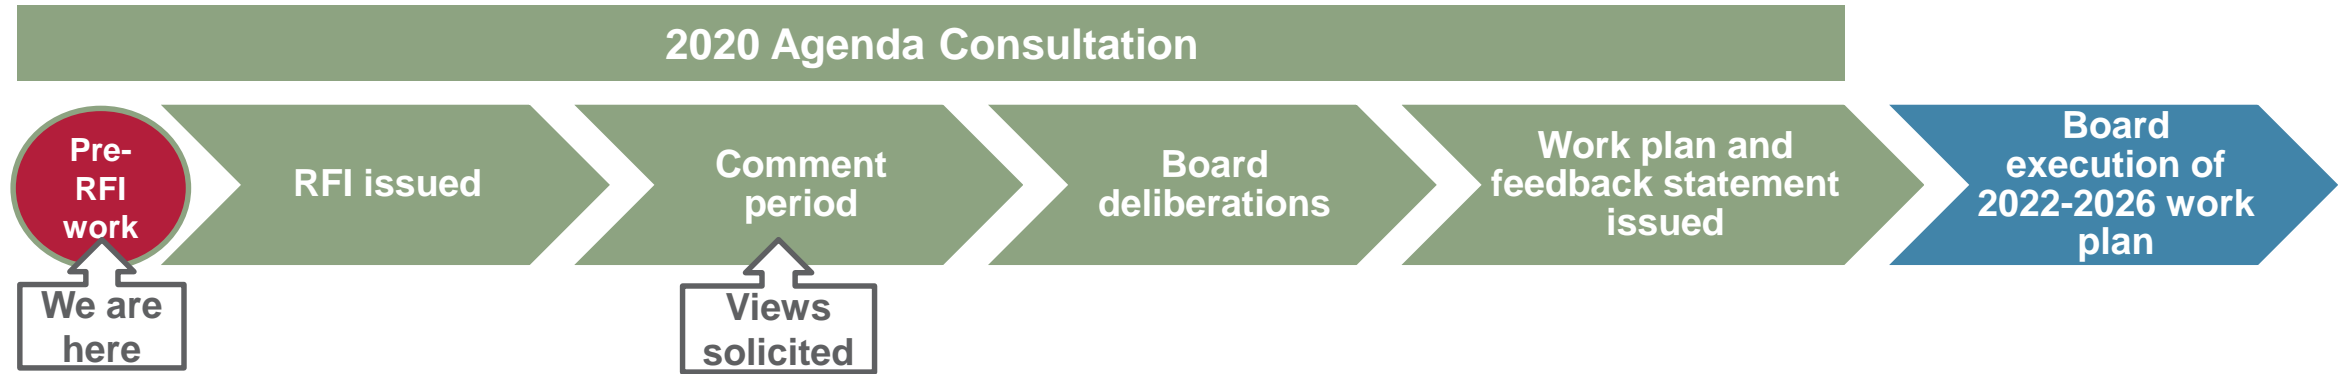 2020 Agenda Consultation
Pre-
RFI
work
RFI issued
Comment
period
Board
deliberations
Work plan and
feedback statement
issued
Board
execution of
2022-2026 work
plan
We are
here
Views
solicited